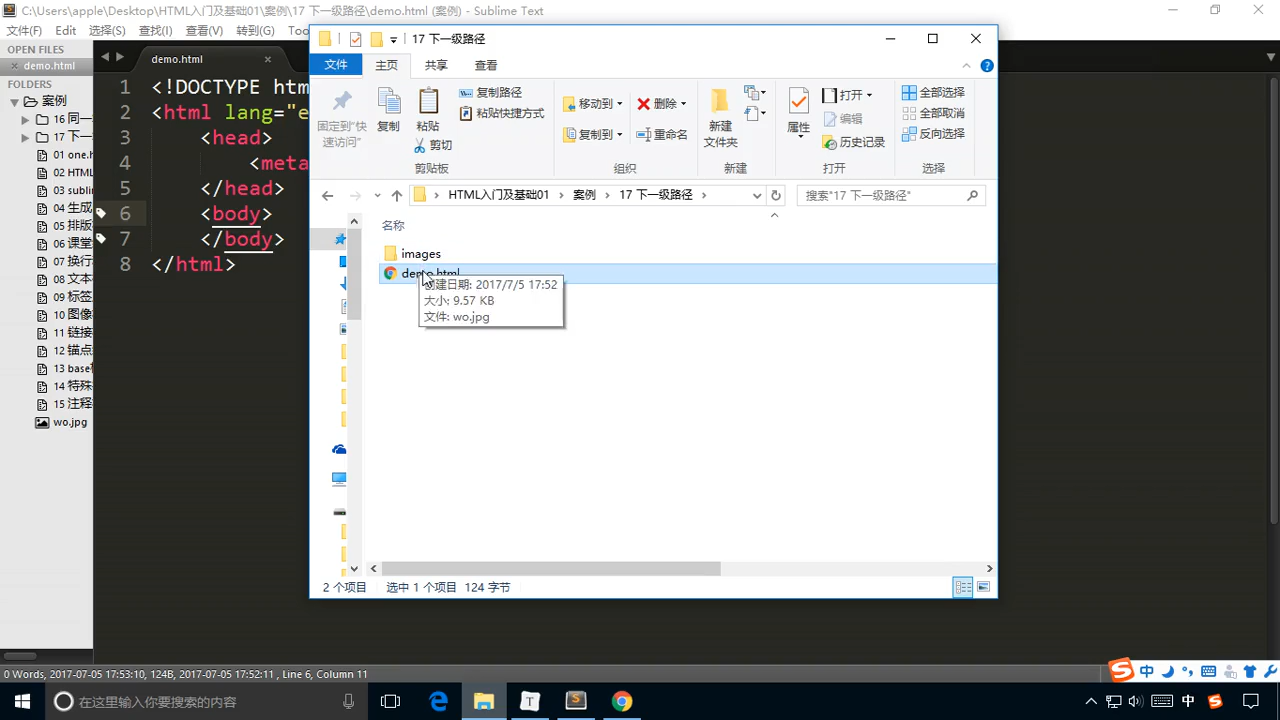 C:\Users\apple\Desktop\HTML入门及基础01\案例\17 下一级路径\demo.html (案例) - Sublime Text
文件(F) Edit 选择(S) 查找(I) 查看(V) 转到(G)
OPEN FILES
demo.html
FOLDERS
案例
16 同一
17 下一
01 one.h
02 HTML
03 sublin
04 生成
05 排版
06 课堂
07 换行
08 文本
09 标签
10 图像
11 链接
12 锚点
13 base
14 特殊
15 注释
wo.jpg
demo.html
1 <!DOCTYPE htm
2 <html lang="e
3 <head>
4 <meta
5 </head>
6 <body>
7 </body>
8 </html>
17 下一级路径
文件 主页 共享 查看
固定到"快速访问"
复制
粘贴
复制路径
粘贴快捷方式
剪切
剪贴板
移动到 删除
复制到 重命名
组织
新建文件夹
新建
属性
打开
编辑
历史记录
打开
全部选择
全部取消
反向选择
选择
HTML入门及基础01 案例 17 下一级路径
搜索"17 下一级路径"
名称
images
demo.html
创建日期: 2017/7/5 17:52
大小: 9.57 KB
文件: wo.jpg
2 个项目 选中 1 个项目 124 字节
0 Words, 2017-07-05 17:53:10, 124B, 2017-07-05 17:52:11, Line 6, Column 11
中
在这里输入你要搜索的内容
中